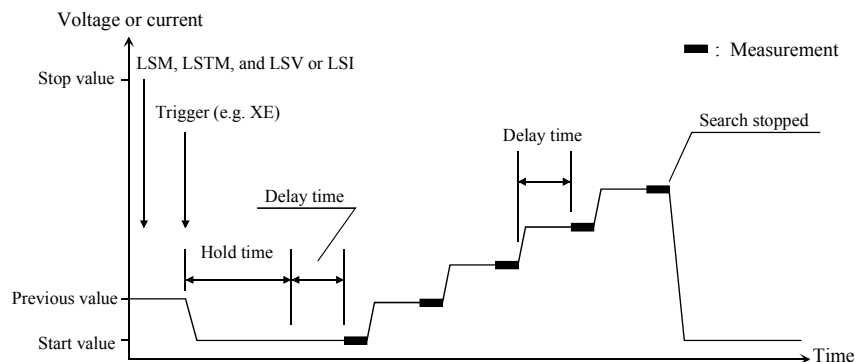 Voltage or current
LSM, LSTM, and LSV or LSI
: Measurement
Stop value
Trigger (e.g. XE)
Search stopped
Delay time
Delay time
Hold time
Previous value
Start value
Time